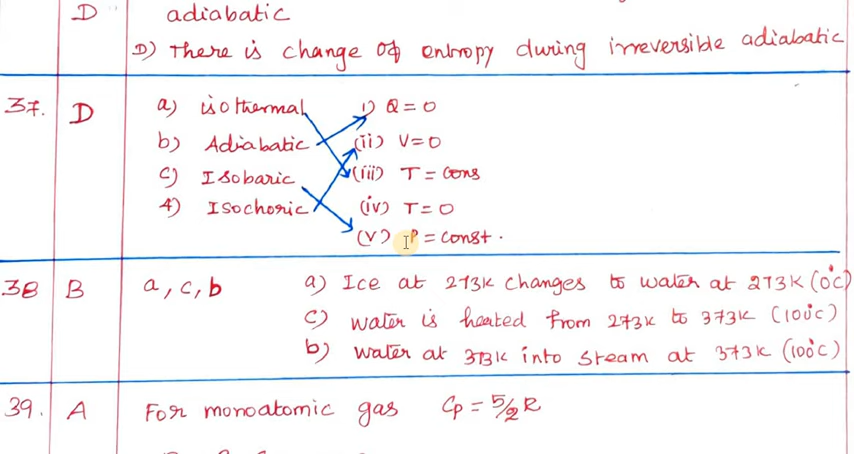 D adiabatic
D) There is change of entropy during irreversible adiabatic
37. D a) isothermal i) Q = 0
b) Adiabatic (ii) V=0
c) Isobaric (iii) T = Cons
4) Isochoric (iv) T = 0
(v) P = const.
38 B a, c, b a) Ice at 273K changes to water at 273K (0°C)
c) water is heated from 273K to 373K (100°C)
b) water at 373K into steam at 373K (100°C)
39. A For monoatomic gas Cp = 5/2 R